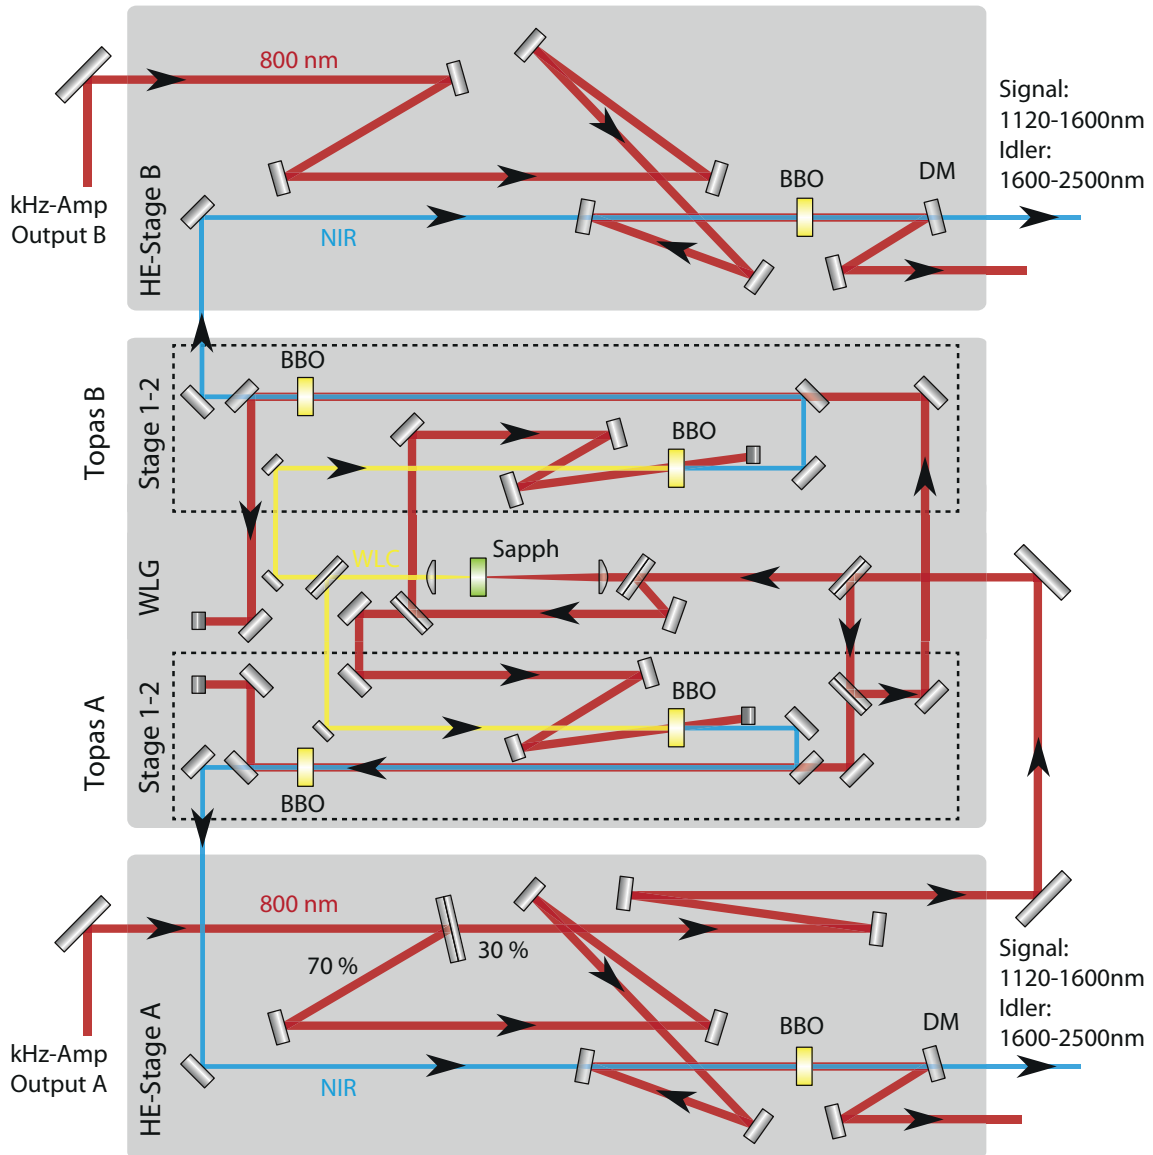 800 nm
Signal:
1120-1600nm
Idler:
1600-2500nm
HE-Stage B
BBO
DM
kHz-Amp
Output B
NIR
Topas B
Stage 1-2
BBO
BBO
WLG
WLC
Sapph
Topas A
Stage 1-2
BBO
BBO
800 nm
70 %
30 %
Signal:
1120-1600nm
Idler:
1600-2500nm
HE-Stage A
BBO
DM
kHz-Amp
Output A
NIR